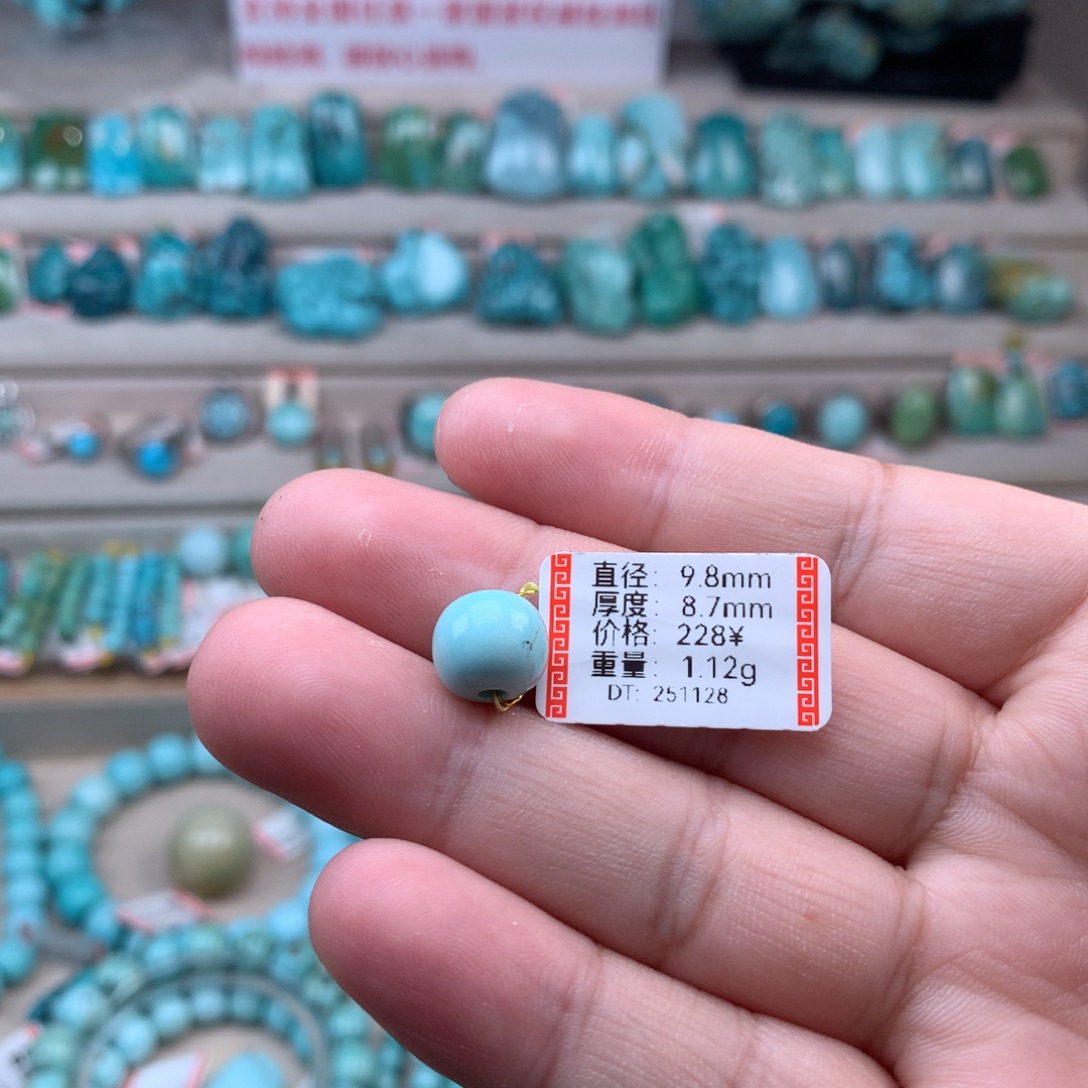 直径: 9.8mm
厚度: 8.7mm
价格: 228¥
重量: 1.12g
DT: 251128